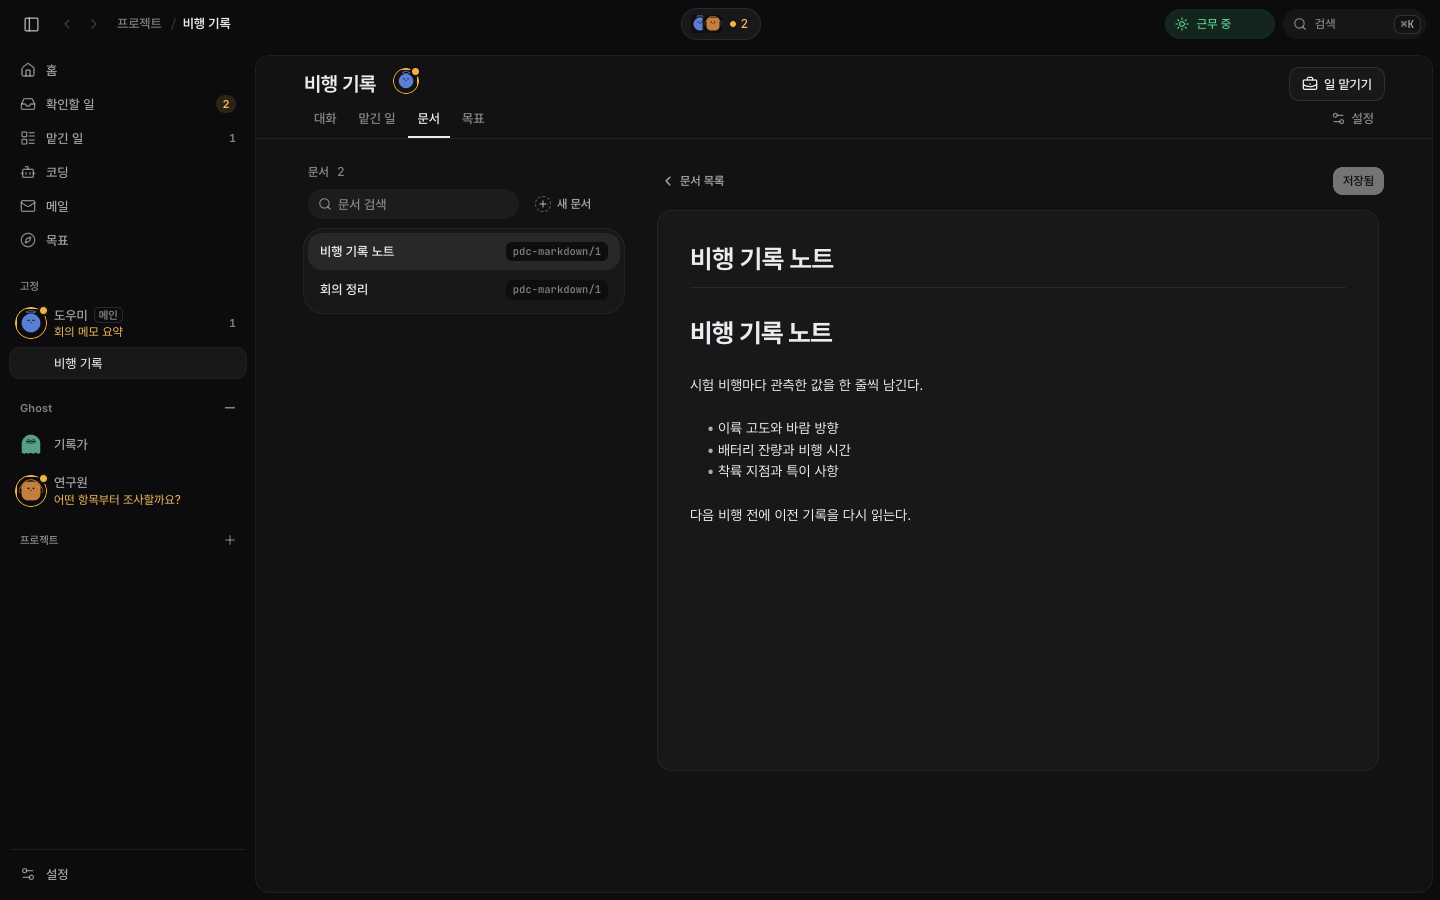 프로젝트 / 비행 기록
2
근무 중
검색
⌘K
홈
확인할 일 2
맡긴 일 1
코딩
메일
목표
고정
도우미 메인
회의 메모 요약
1
비행 기록
Ghost
기록가
연구원
어떤 항목부터 조사할까요?
프로젝트
설정
비행 기록
일 맡기기
대화 맡긴 일 문서 목표
설정
문서 2
문서 검색
새 문서
비행 기록 노트 pdc-markdown/1
회의 정리 pdc-markdown/1
문서 목록
저장됨
비행 기록 노트
비행 기록 노트
시험 비행마다 관측한 값을 한 줄씩 남긴다.
• 이륙 고도와 바람 방향
• 배터리 잔량과 비행 시간
• 착륙 지점과 특이 사항
다음 비행 전에 이전 기록을 다시 읽는다.